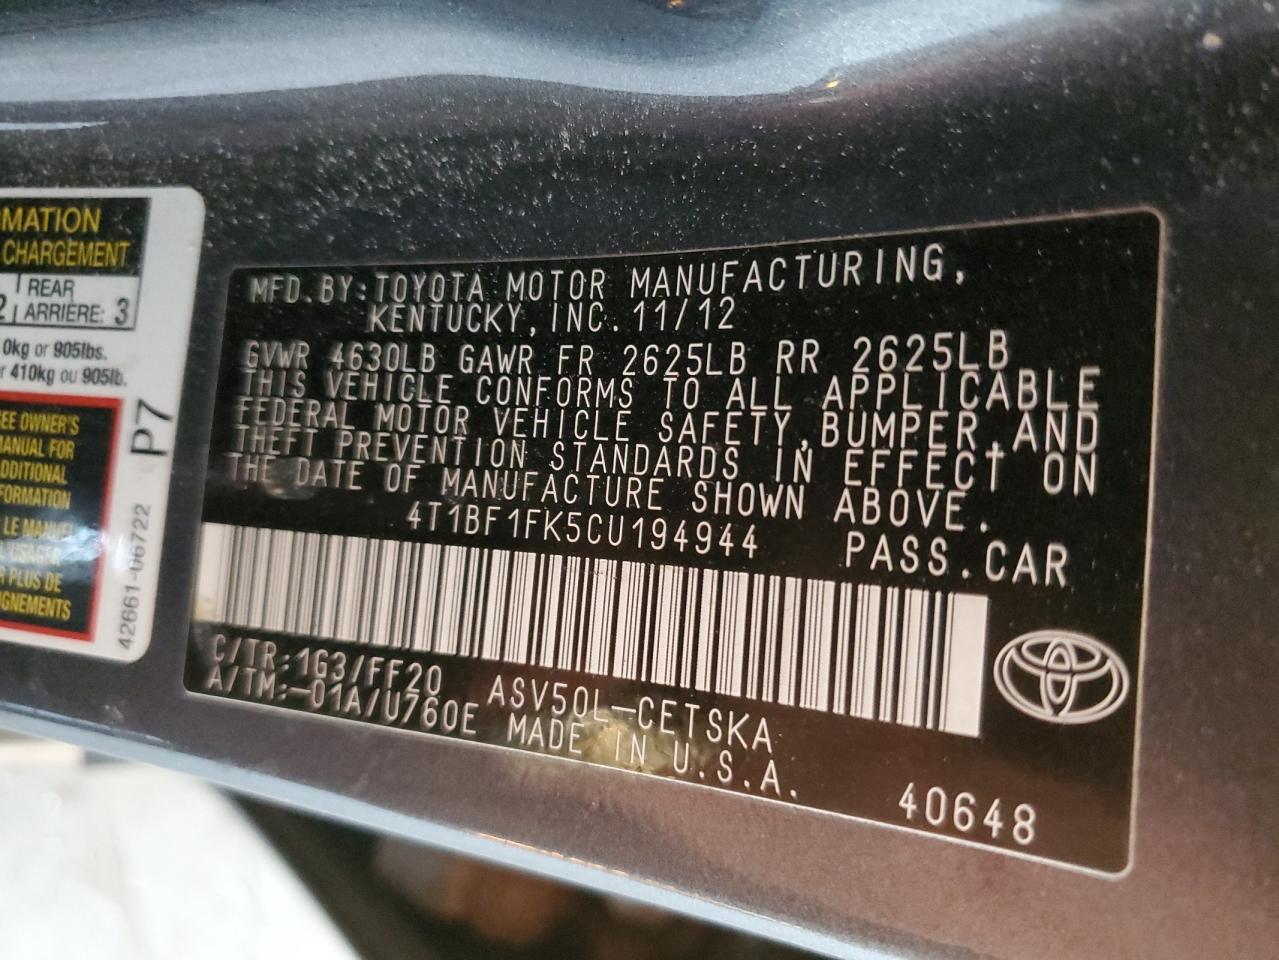 MATION
CHARGEMENT
REAR
ARRIÈRE: 3
0kg or 905lbs.
410kg ou 905lb.
EE OWNER'S
MANUAL FOR
DDITIONAL
FORMATION
LE MANUEL
USAGER
R PLUS DE
IGNEMENTS
42661-06722 P7
MFD. BY: TOYOTA MOTOR MANUFACTURING,
KENTUCKY, INC. 11/12
GVWR 4630LB GAWR FR 2625LB RR 2625LB
THIS VEHICLE CONFORMS TO ALL APPLICABLE
FEDERAL MOTOR VEHICLE SAFETY, BUMPER, AND
THEFT PREVENTION STANDARDS IN EFFECT ON
THE DATE OF MANUFACTURE SHOWN ABOVE.
4T1BF1FK5CU194944 PASS. CAR
C/TR: 1G3/FF20 ASV50L-CETSKA
A/TM: -01A/U760E MADE IN U.S.A.
40648